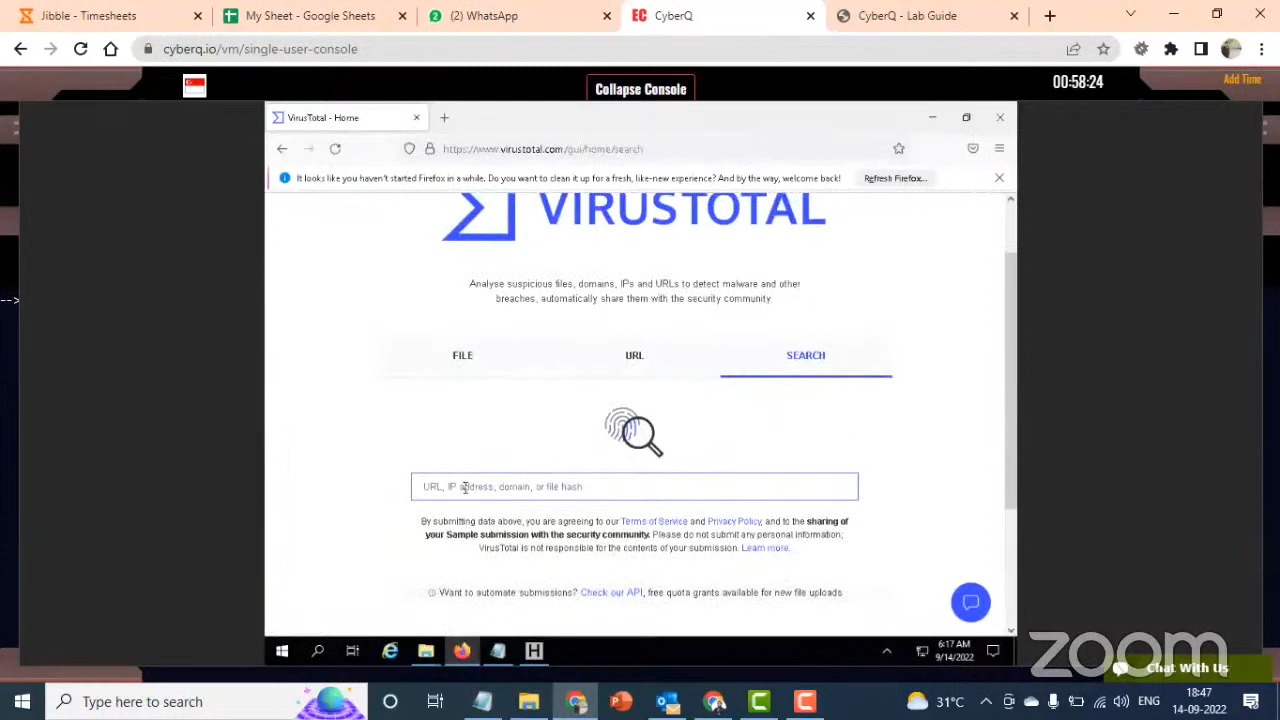 Jibble – Timesheets
My Sheet - Google Sheets
(2) WhatsApp
EC CyberQ
CyberQ - Lab Guide
cyberq.io/vm/single-user-console
Collapse Console
00:58:24
Add Time
VirusTotal - Home
https://www.virustotal.com/gui/home/search
It looks like you haven't started Firefox in a while. Do you want to clean it up for a fresh, like-new experience? And by the way, welcome back!
Refresh Firefox...
VIRUSTOTAL
Analyse suspicious files, domains, IPs and URLs to detect malware and other
breaches, automatically share them with the security community
FILE
URL
SEARCH
URL, IP address, domain, or file hash
By submitting data above, you are agreeing to our Terms of Service and Privacy Policy, and to the sharing of
your Sample submission with the security community. Please do not submit any personal information;
VirusTotal is not responsible for the contents of your submission. Learn more.
Want to automate submissions? Check our API, free quota grants available for new file uploads
6:17 AM
9/14/2022
zoom
Chat With Us
Type here to search
31°C
ENG
18:47
14-09-2022